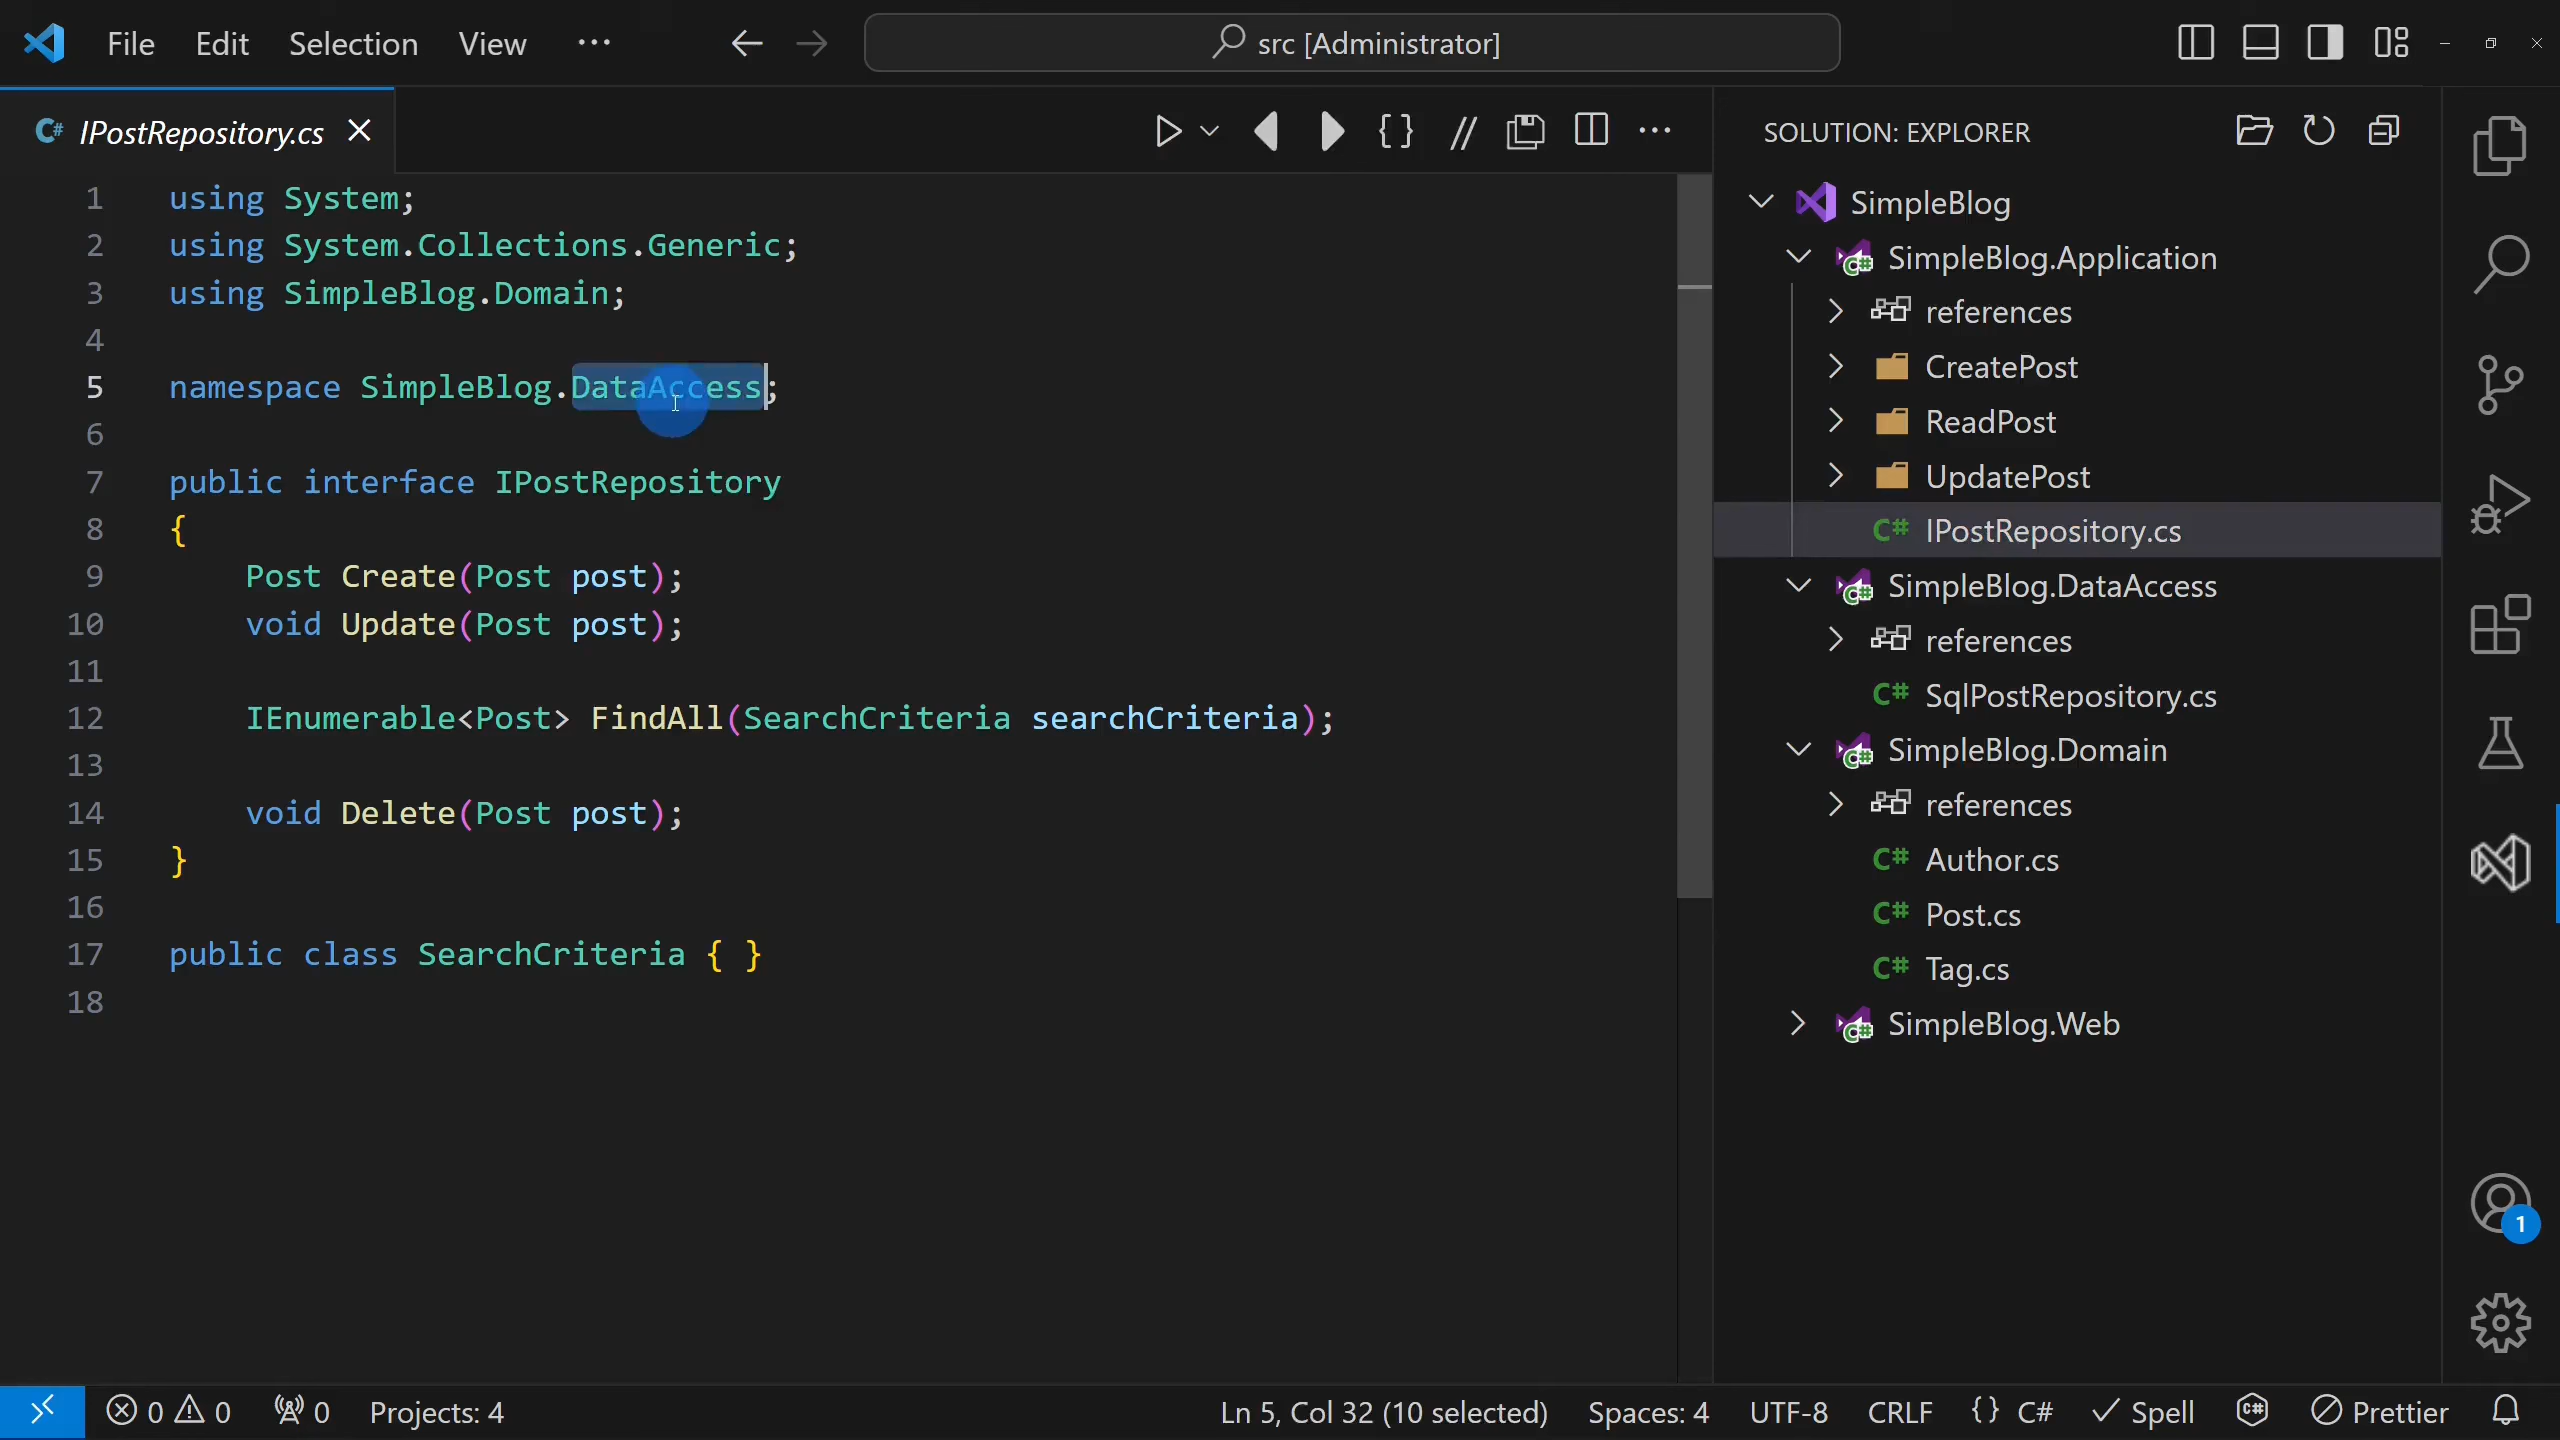 File Edit Selection View ··· src [Administrator]
IPostRepository.cs
1 using System;
2 using System.Collections.Generic;
3 using SimpleBlog.Domain;
4
5 namespace SimpleBlog.DataAccess;
6
7 public interface IPostRepository
8 {
9 Post Create(Post post);
10 void Update(Post post);
11
12 IEnumerable<Post> FindAll(SearchCriteria searchCriteria);
13
14 void Delete(Post post);
15 }
16
17 public class SearchCriteria { }
18
SOLUTION: EXPLORER
SimpleBlog
SimpleBlog.Application
references
CreatePost
ReadPost
UpdatePost
C# IPostRepository.cs
SimpleBlog.DataAccess
references
C# SqlPostRepository.cs
SimpleBlog.Domain
references
C# Author.cs
C# Post.cs
C# Tag.cs
SimpleBlog.Web
1
0 0 0 Projects: 4 Ln 5, Col 32 (10 selected) Spaces: 4 UTF-8 CRLF {} C# Spell Prettier